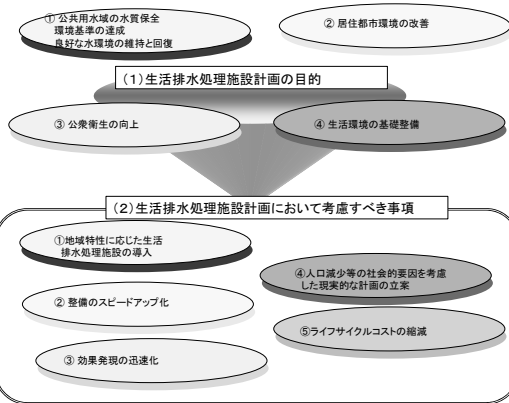 ① 公共用水域の水質保全
環境基準の達成
良好な水環境の維持と回復
② 居住都市環境の改善
(1)生活排水処理施設計画の目的
③ 公衆衛生の向上
④ 生活環境の基礎整備
(2)生活排水処理施設計画において考慮すべき事項
①地域特性に応じた生活
排水処理施設の導入
② 整備のスピードアップ化
③ 効果発現の迅速化
④人口減少等の社会的要因を考慮
した現実的な計画の立案
⑤ライフサイクルコストの縮減